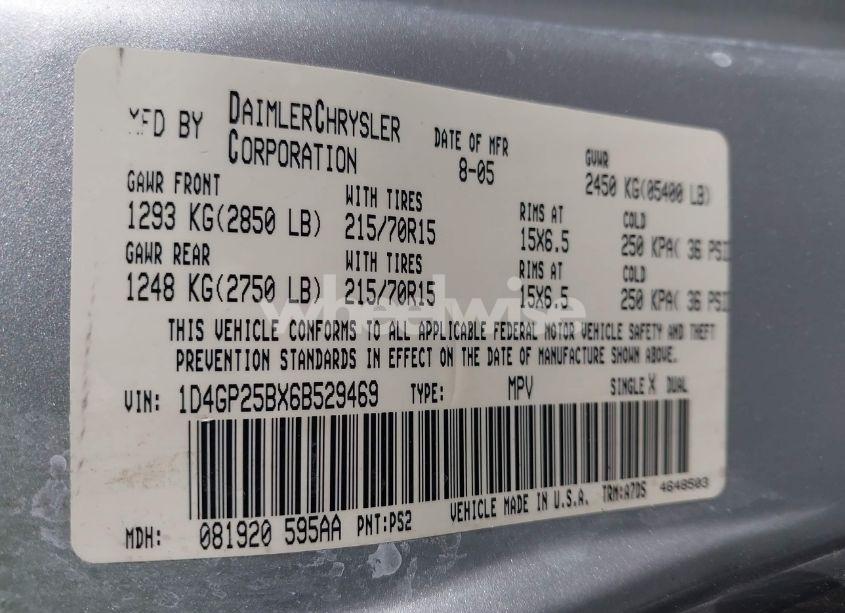 MFD BY DAIMLERCHRYSLER CORPORATION
DATE OF MFR 8-05
GVWR 2450 KG(05400 LB)
GAWR FRONT 1293 KG(2850 LB)
WITH TIRES 215/70R15
RIMS AT 15X6.5
COLD 250 KPA( 36 PSI
GAWR REAR 1248 KG(2750 LB)
WITH TIRES 215/70R15
RIMS AT 15X6.5
COLD 250 KPA( 36 PSI
wheelwise
THIS VEHICLE CONFORMS TO ALL APPLICABLE FEDERAL MOTOR VEHICLE SAFETY AND THEFT
PREVENTION STANDARDS IN EFFECT ON THE DATE OF MANUFACTURE SHOWN ABOVE.
VIN: 1D4GP25BX6B529469 TYPE: MPV SINGLE X DUAL
MDH: 081920 595AA PNT:PS2 VEHICLE MADE IN U.S.A. TRM:A7DS 4648503